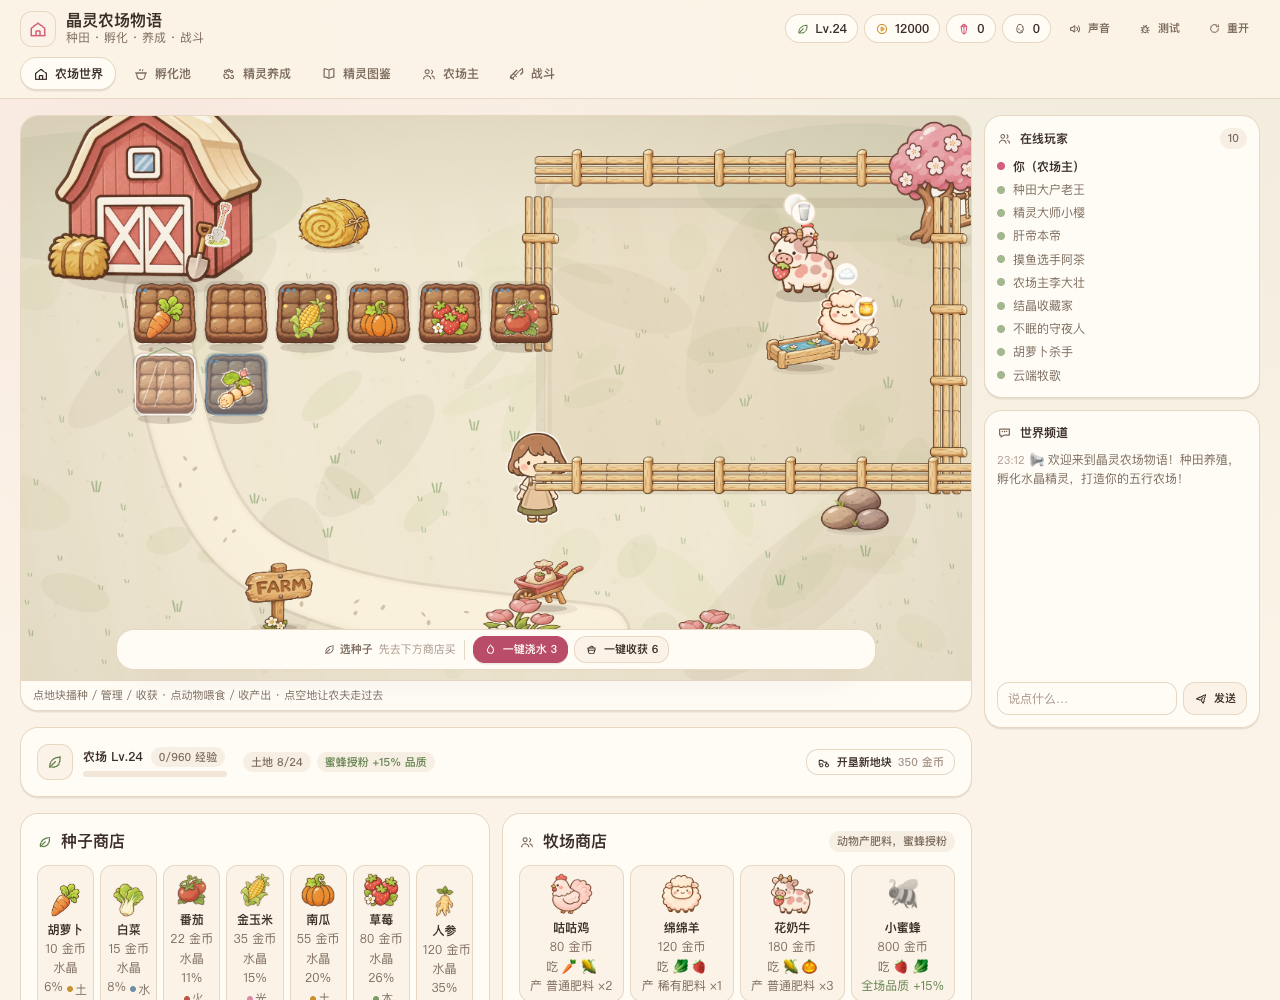 晶灵农场物语
种田 · 孵化 · 养成 · 战斗
Lv.24
12000
0
0
声音
测试
重开
农场世界
孵化池
精灵养成
精灵图鉴
农场主
战斗
FARM
选种子 先去下方商店买
一键浇水 3
一键收获 6
点地块播种 / 管理 / 收获 · 点动物喂食 / 收产出 · 点空地让农夫走过去
在线玩家 10
你（农场主）
种田大户老王
精灵大师小樱
肝帝本帝
摸鱼选手阿茶
农场主李大壮
结晶收藏家
不眠的守夜人
胡萝卜杀手
云端牧歌
世界频道
23:12 欢迎来到晶灵农场物语！种田养殖，
孵化水晶精灵，打造你的五行农场！
说点什么...
发送
农场 Lv.24 0/960 经验
土地 8/24
蜜蜂授粉 +15% 品质
开垦新地块 350 金币
种子商店
胡萝卜
10 金币
水晶
6% 土
白菜
15 金币
水晶
8% 水
番茄
22 金币
水晶
11%
火
金玉米
35 金币
水晶
15%
光
南瓜
55 金币
水晶
20%
土
草莓
80 金币
水晶
26%
木
人参
120 金币
水晶
35%
牧场商店
动物产肥料，蜜蜂授粉
咕咕鸡
80 金币
吃
产 普通肥料 ×2
绵绵羊
120 金币
吃
产 稀有肥料 ×1
花奶牛
180 金币
吃
产 普通肥料 ×3
小蜜蜂
800 金币
吃
全场品质 +15%